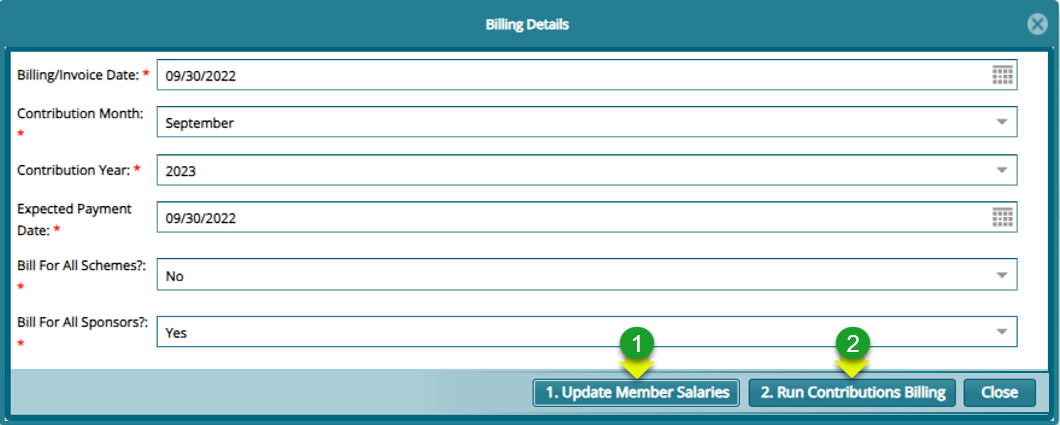 Billing Details
Billing/Invoice Date: * 09/30/2022
Contribution Month:
* September
Contribution Year: * 2023
Expected Payment
Date: * 09/30/2022
Bill For All Schemes?:
* No
Bill For All Sponsors?:
* Yes
1 2
1. Update Member Salaries 2. Run Contributions Billing Close